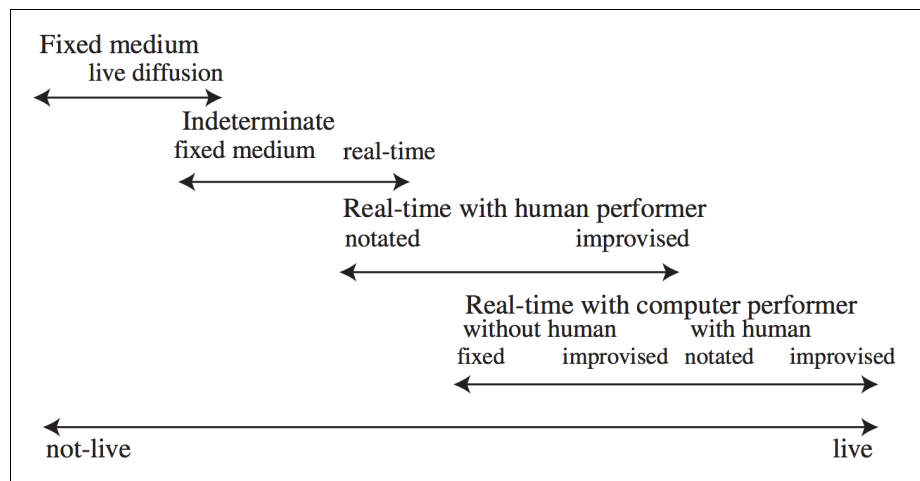 Fixed medium
live diffusion
Indeterminate
fixed medium real-time
Real-time with human performer
notated improvised
Real-time with computer performer
without human with human
fixed improvised notated improvised
not-live live